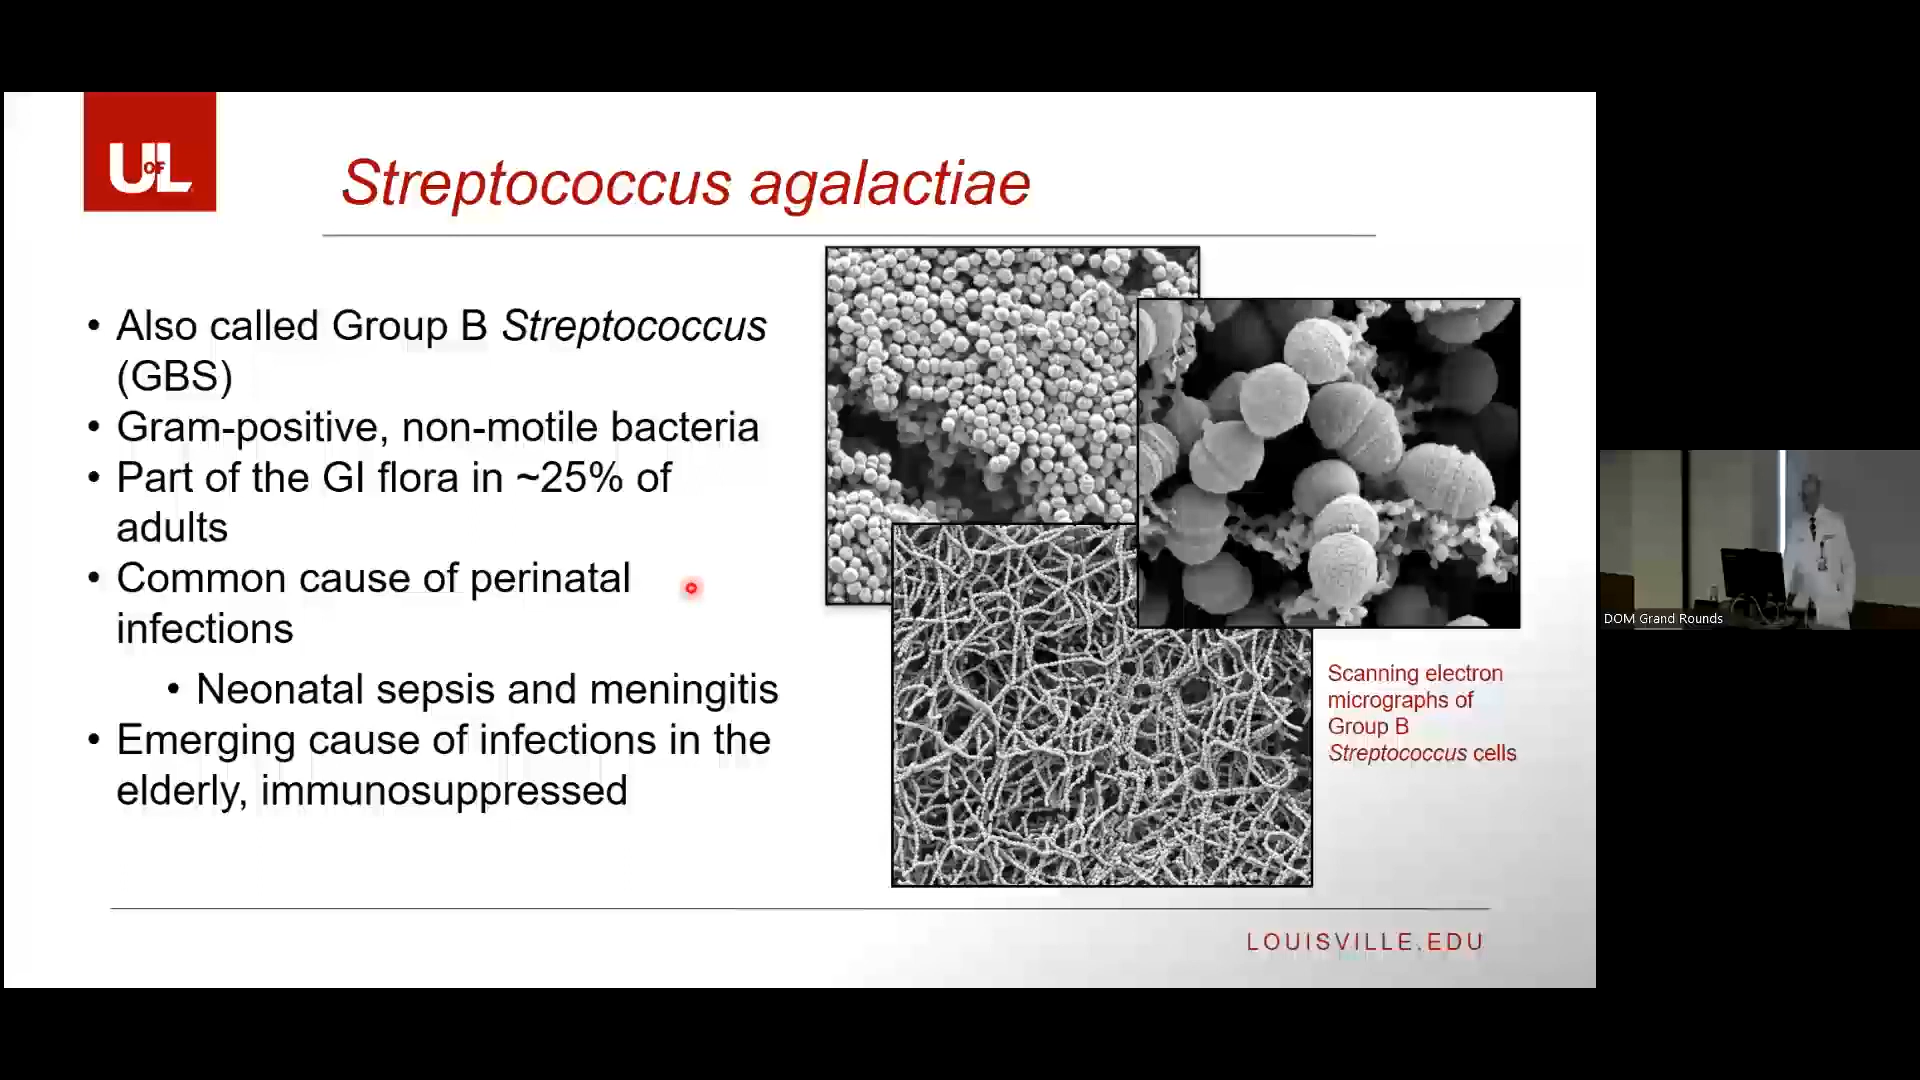 UofL
Streptococcus agalactiae
• Also called Group B Streptococcus
(GBS)
• Gram-positive, non-motile bacteria
• Part of the GI flora in ~25% of
adults
• Common cause of perinatal
infections
• Neonatal sepsis and meningitis
• Emerging cause of infections in the
elderly, immunosuppressed
Scanning electron
micrographs of
Group B
Streptococcus cells
LOUISVILLE.EDU
DOM Grand Rounds